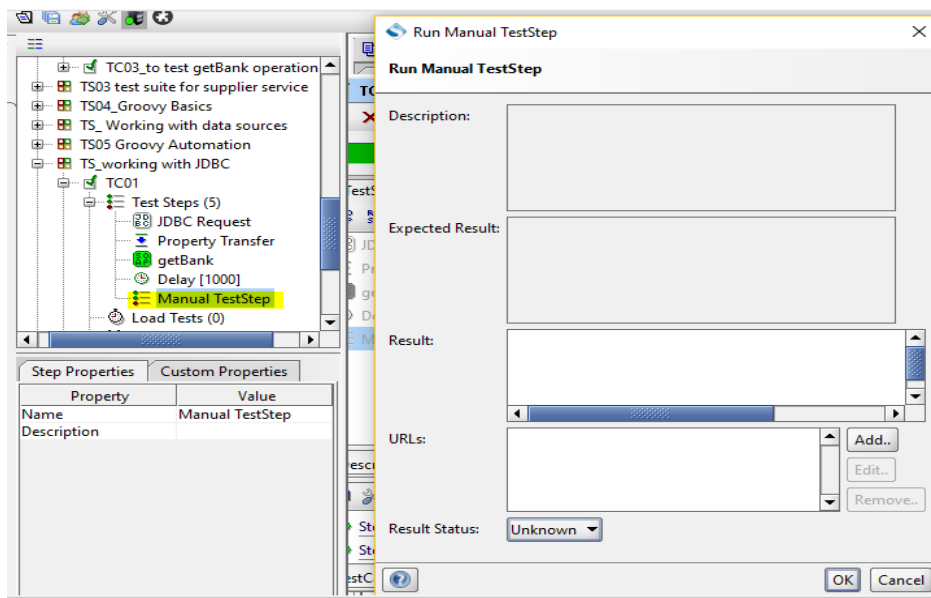 TC03_to test getBank operation
TS03 test suite for supplier service
TS04_Groovy Basics
TS_ Working with data sources
TS05 Groovy Automation
TS_working with JDBC
TC01
Test Steps (5)
JDBC Request
Property Transfer
getBank
Delay [1000]
Manual TestStep
Load Tests (0)
Step Properties
Custom Properties
Property Value
Name Manual TestStep
Description
Run Manual TestStep
Run Manual TestStep
Description:
Expected Result:
Result:
URLs:
Add..
Edit..
Remove..
Result Status: Unknown
OK Cancel